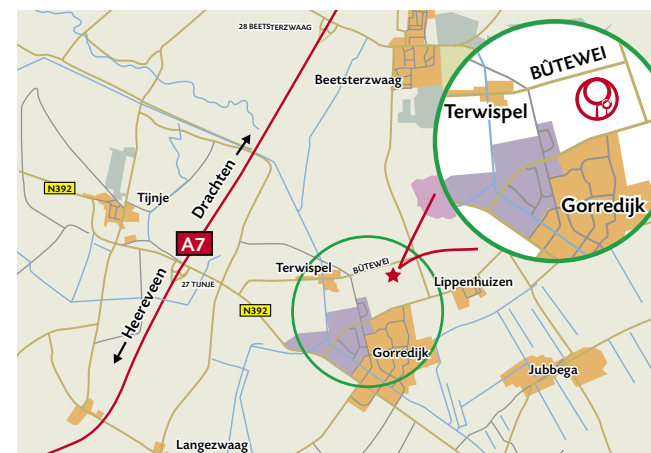 28 BEETSTERZWAAG
Beetsterzwaag
BÛTEWEI
Terwispel
Gorredijk
N392
Tijnje
Drachten
A7
Heereveen
27 TIJNJE
N392
Terwispel
BÛTEWEI
Lippenhuizen
Gorredijk
Jubbega
Langezwaag